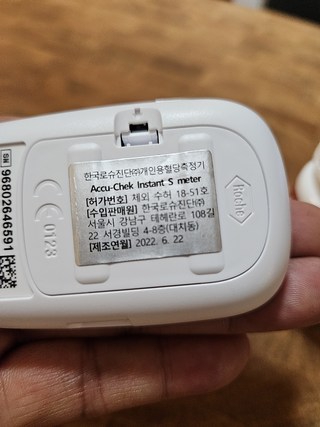 한국로슈진단㈜개인용혈당측정기
Accu-Chek Instant S meter
[허가번호] 체외 수허 18-51호
[수입판매원] 한국로슈진단㈜
서울시 강남구 테헤란로 108길
22 서경빌딩 4-8층(대치동)
[제조연월] 2022. 6. 22
SN
96802646691
CE 0123
Roche